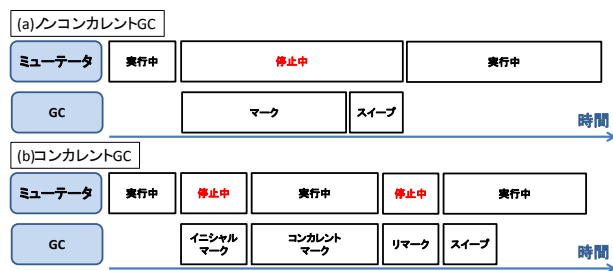 (a)ノンコンカレントGC
ミューテータ 実行中 停止中 実行中
GC マーク スイープ
時間
(b)コンカレントGC
ミューテータ 実行中 停止中 実行中 停止中 実行中
GC イニシャル コンカレント リマーク スイープ
マーク マーク
時間